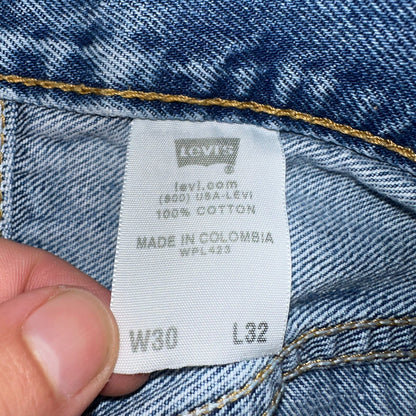 LEVI'S
®
levi.com
(800) USA-LEVI
100% COTTON
MADE IN COLOMBIA
WPL423
W30 L32